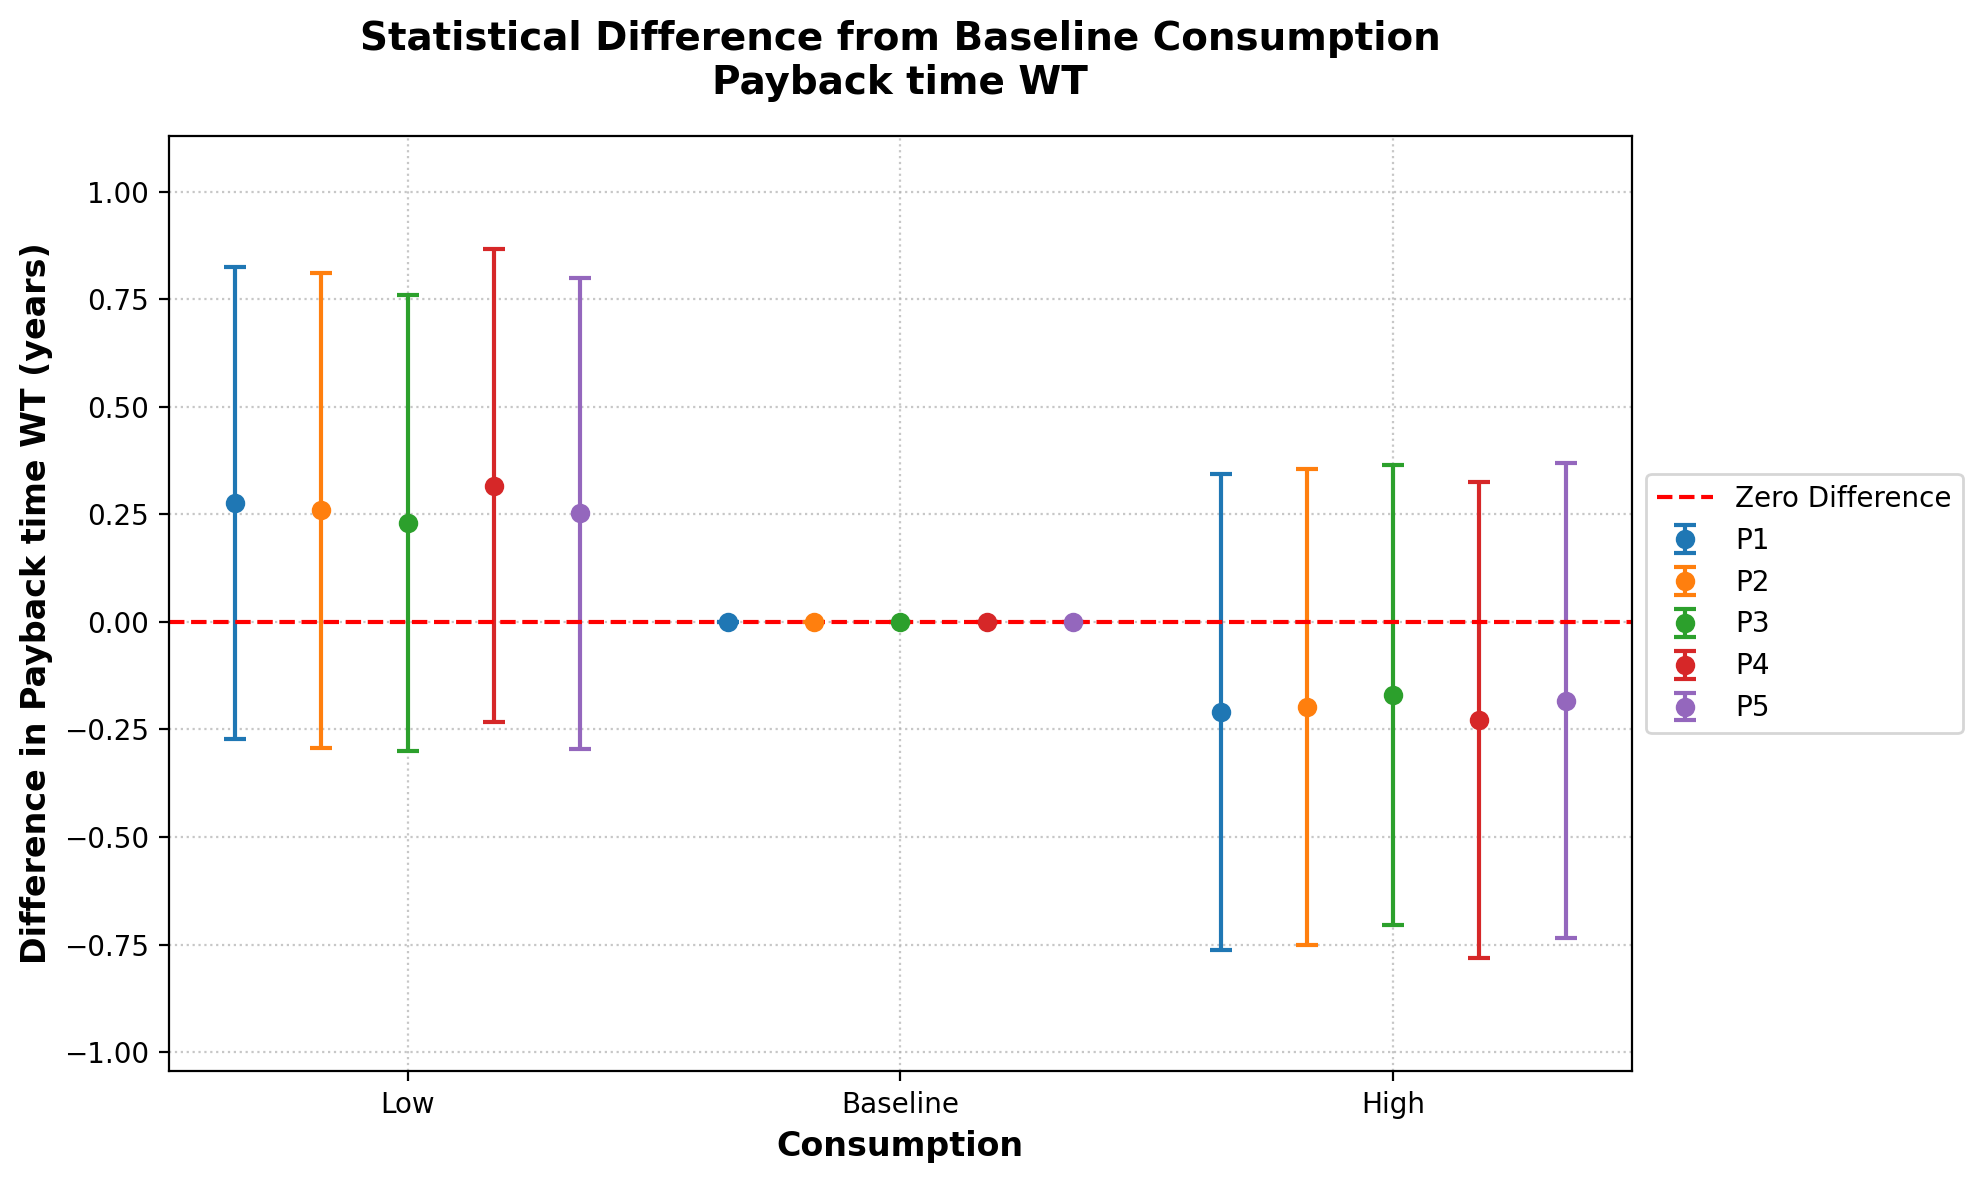 Statistical Difference from Baseline Consumption
Payback time WT
Difference in Payback time WT (years)
1.00
0.75
0.50
0.25
0.00
−0.25
−0.50
−0.75
−1.00
Low
Baseline
High
Consumption
Zero Difference
P1
P2
P3
P4
P5